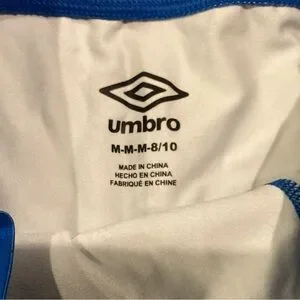 umbro
M-M-M-8/10
MADE IN CHINA
HECHO EN CHINA
FABRIQUÉ EN CHINE